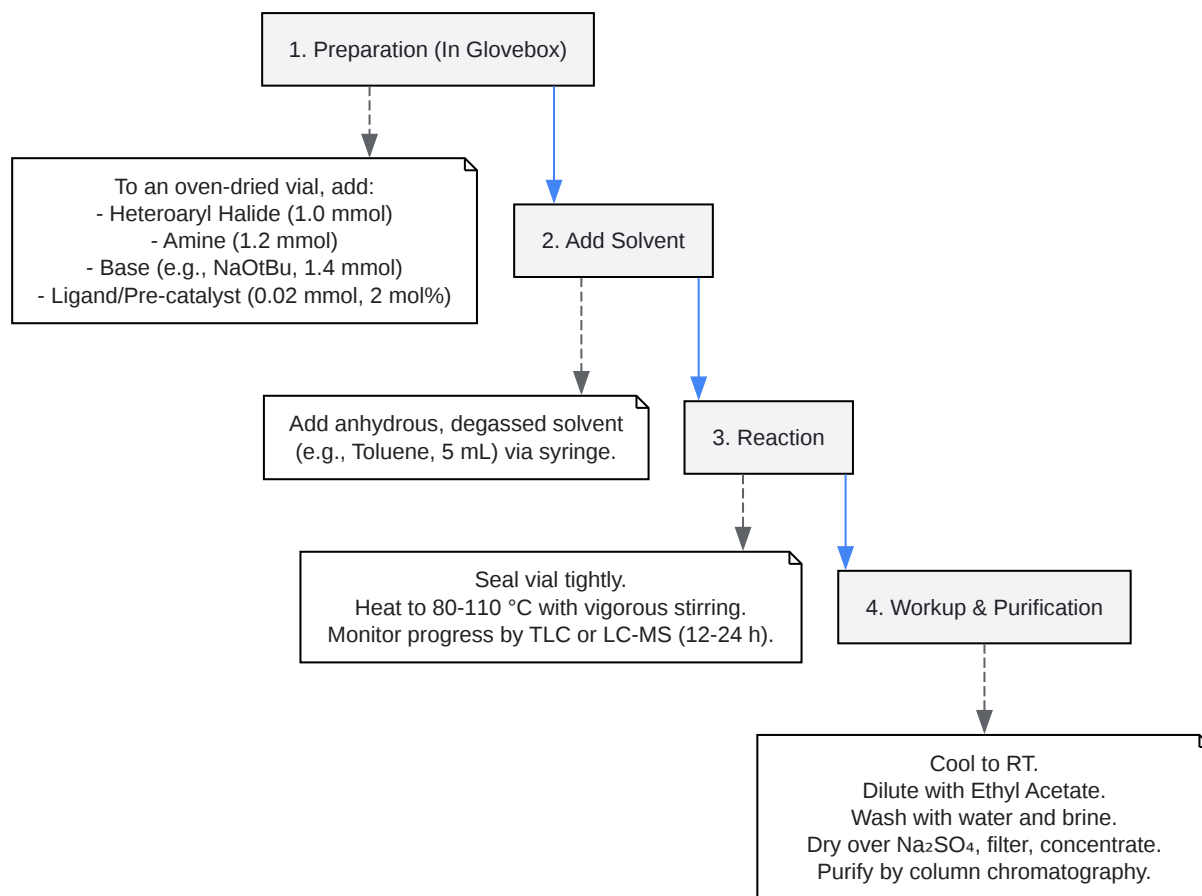 1. Preparation (In Glovebox)
To an oven-dried vial, add:
- Heteroaryl Halide (1.0 mmol)
- Amine (1.2 mmol)
- Base (e.g., NaOtBu, 1.4 mmol)
- Ligand/Pre-catalyst (0.02 mmol, 2 mol%)
2. Add Solvent
Add anhydrous, degassed solvent
(e.g., Toluene, 5 mL) via syringe.
3. Reaction
Seal vial tightly.
Heat to 80-110 °C with vigorous stirring.
Monitor progress by TLC or LC-MS (12-24 h).
4. Workup & Purification
Cool to RT.
Dilute with Ethyl Acetate.
Wash with water and brine.
Dry over Na₂SO₄, filter, concentrate.
Purify by column chromatography.